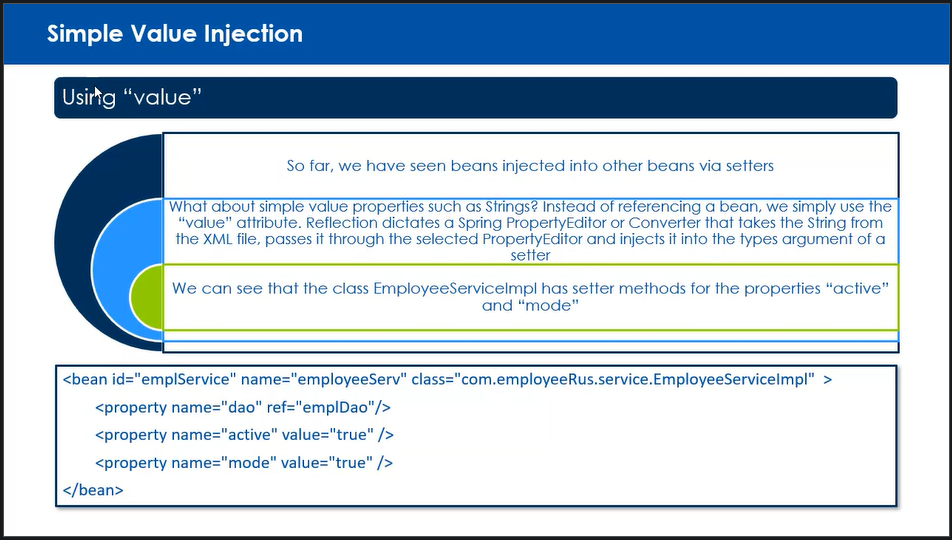 Simple Value Injection
Using “value”
So far, we have seen beans injected into other beans via setters
What about simple value properties such as Strings? Instead of referencing a bean, we simply use the
“value” attribute. Reflection dictates a Spring PropertyEditor or Converter that takes the String from
the XML file, passes it through the selected PropertyEditor and injects it into the types argument of a
setter
We can see that the class EmployeeServiceImpl has setter methods for the properties “active”
and “mode”
<bean id="emplService" name="employeeServ" class="com.employeeRus.service.EmployeeServiceImpl"  >
<property name="dao" ref="emplDao"/>
<property name="active" value="true" />
<property name="mode" value="true" />
</bean>